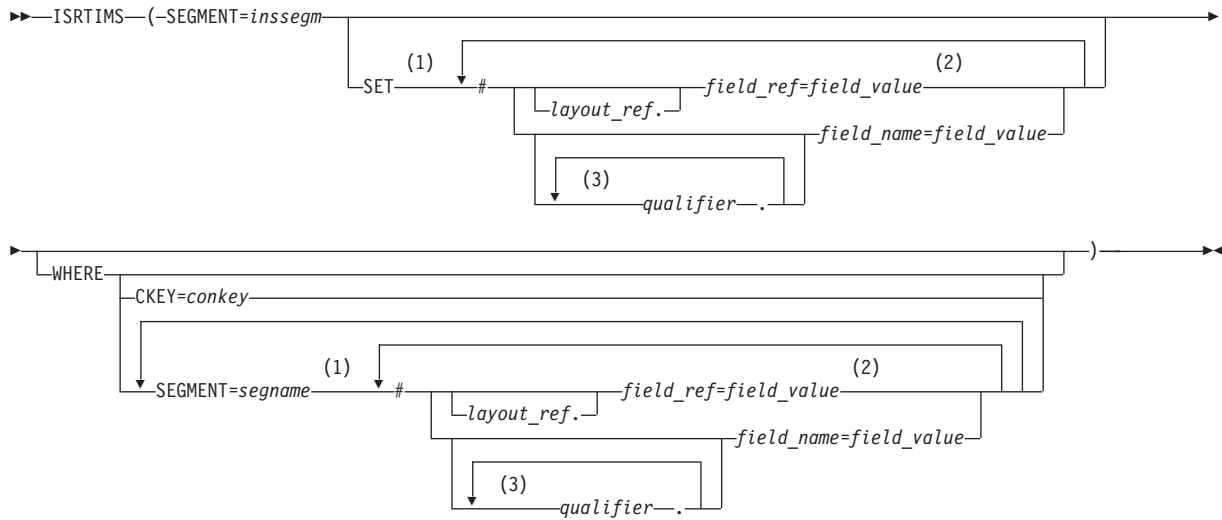 ISRTIMS ( SEGMENT=inssegm
(1) (2)
SET # field_ref=field_value
layout_ref.
field_name=field_value
(3)
qualifier .
WHERE )
CKEY=conkey
(1) (2)
SEGMENT=segname # field_ref=field_value
layout_ref.
field_name=field_value
(3)
qualifier .